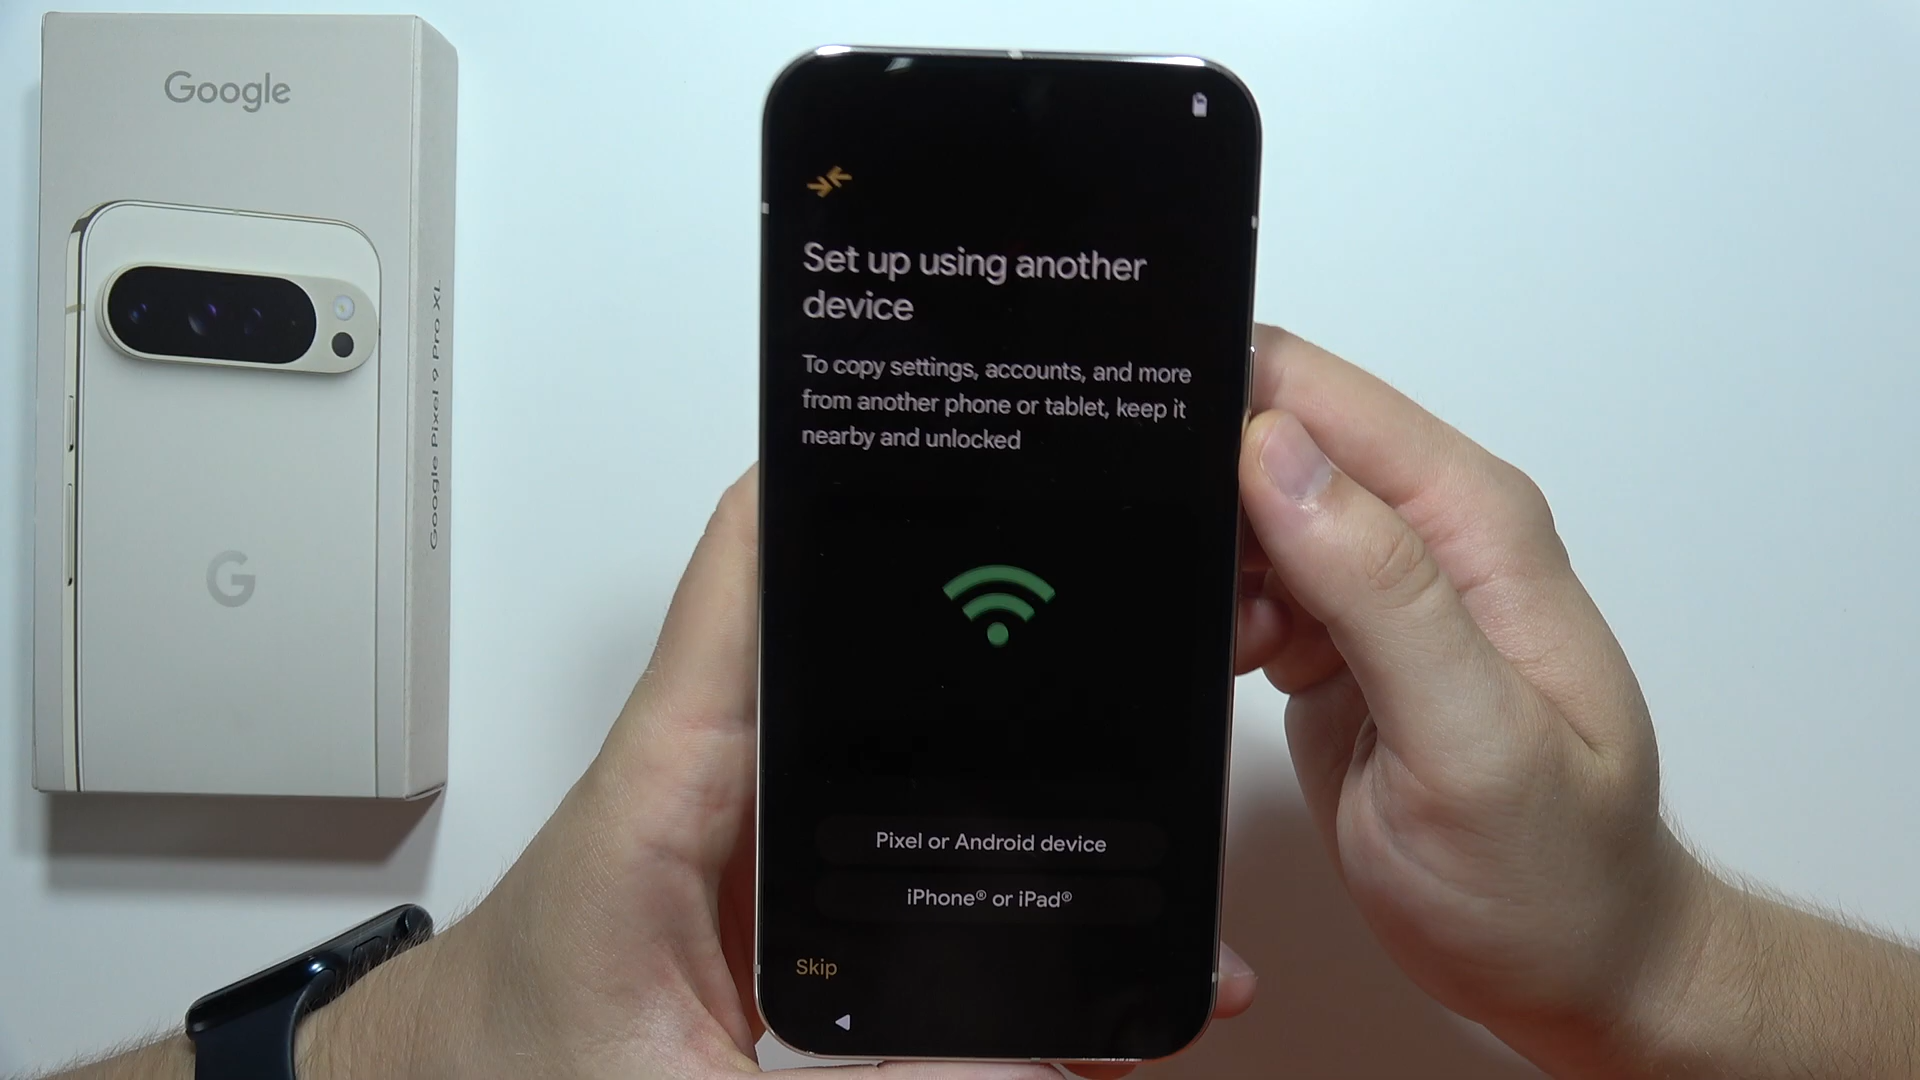 Google
G
Google Pixel 9 Pro XL
Set up using another
device
To copy settings, accounts, and more
from another phone or tablet, keep it
nearby and unlocked
Pixel or Android device
iPhone® or iPad®
Skip